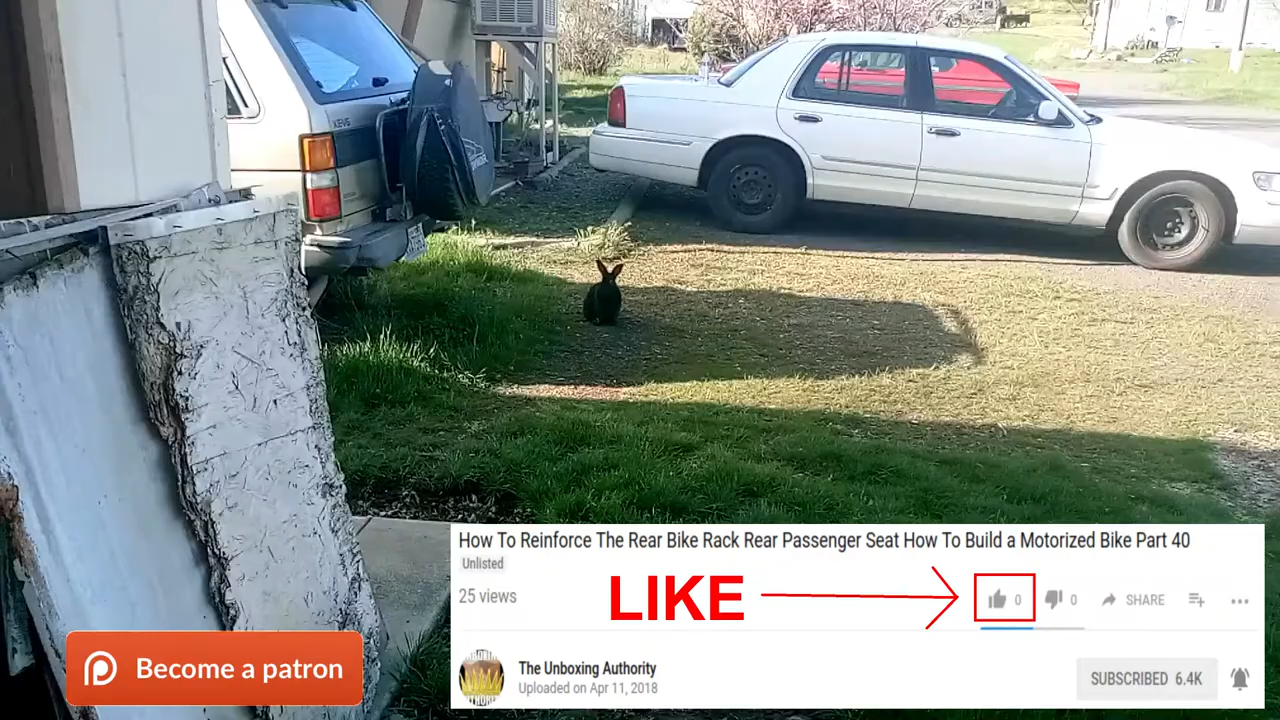 How To Reinforce The Rear Bike Rack Rear Passenger Seat How To Build a Motorized Bike Part 40
Unlisted
25 views
LIKE
0
0
SHARE
The Unboxing Authority
Uploaded on Apr 11, 2018
SUBSCRIBED 6.4K
Become a patron